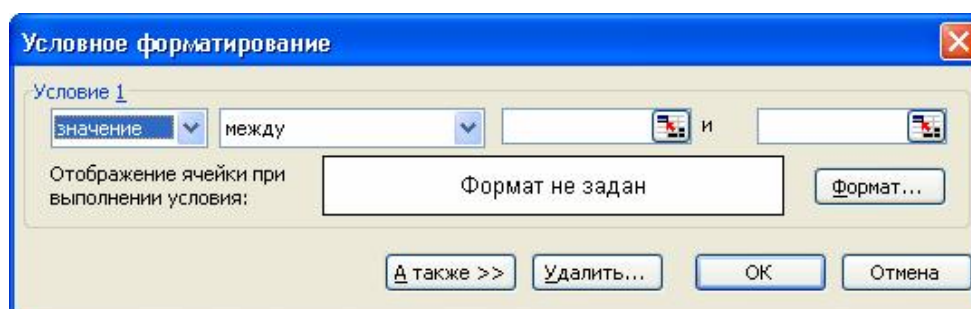 Условное форматирование
Условие 1
значение между и
Отображение ячейки при
выполнении условия:
Формат не задан
Формат...
А также >> Удалить... ОК Отмена